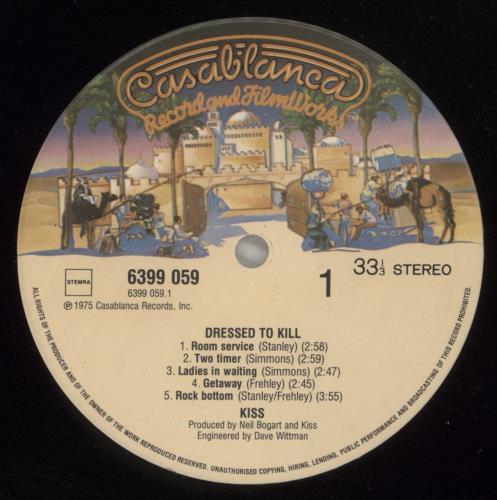 Casablanca
Record and FilmWorks™
STEMRA
6399 059
6399 059.1
℗ 1975 Casablanca Records, Inc.
1
33 1/3 STEREO
DRESSED TO KILL
1. Room service (Stanley) (2:58)
2. Two timer (Simmons) (2:59)
3. Ladies in waiting (Simmons) (2:47)
4. Getaway (Frehley) (2:45)
5. Rock bottom (Stanley/Frehley) (3:55)
KISS
Produced by Neil Bogart and Kiss
Engineered by Dave Wittman
ALL RIGHTS OF THE PRODUCER AND OF THE OWNER OF THE WORK REPRODUCED RESERVED. UNAUTHORISED COPYING, HIRING, LENDING, PUBLIC PERFORMANCE AND BROADCASTING OF THIS RECORD PROHIBITED.